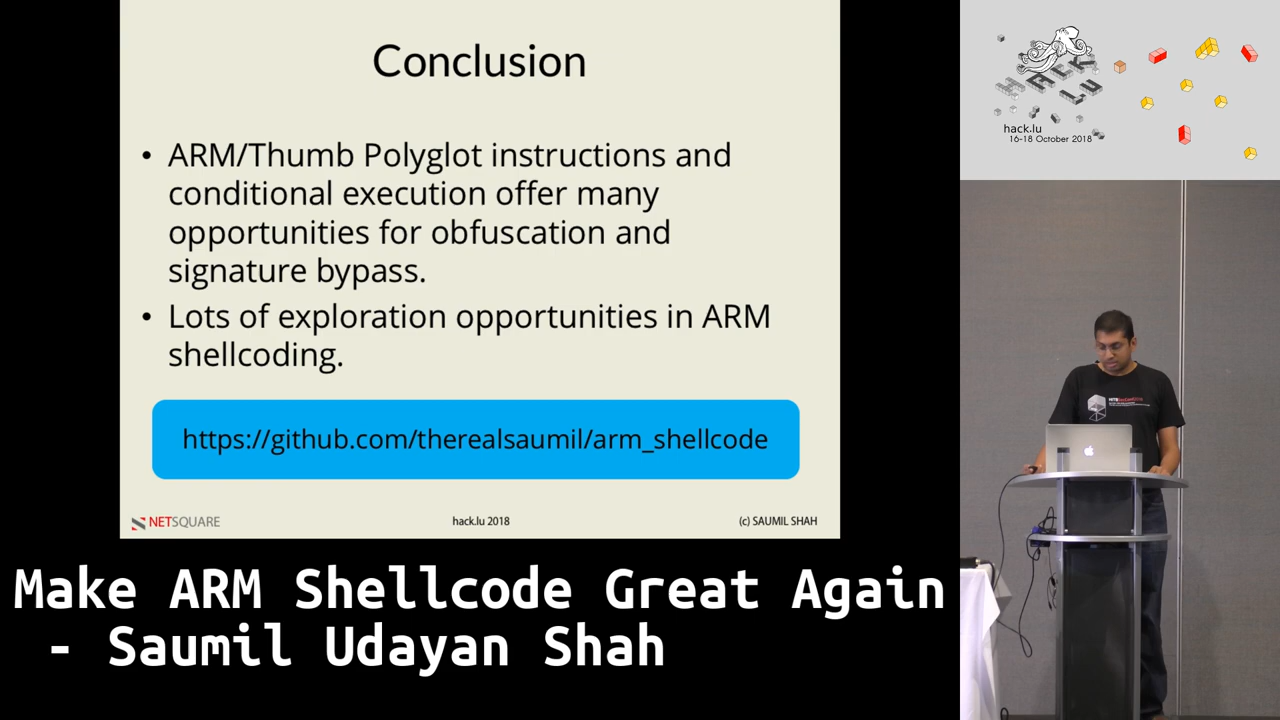 Conclusion
• ARM/Thumb Polyglot instructions and
conditional execution offer many
opportunities for obfuscation and
signature bypass.
• Lots of exploration opportunities in ARM
shellcoding.
https://github.com/therealsaumil/arm_shellcode
NETSQUARE
hack.lu 2018
(c) SAUMIL SHAH
Make ARM Shellcode Great Again
- Saumil Udayan Shah
HACK
LU
hack.lu
16-18 October 2018